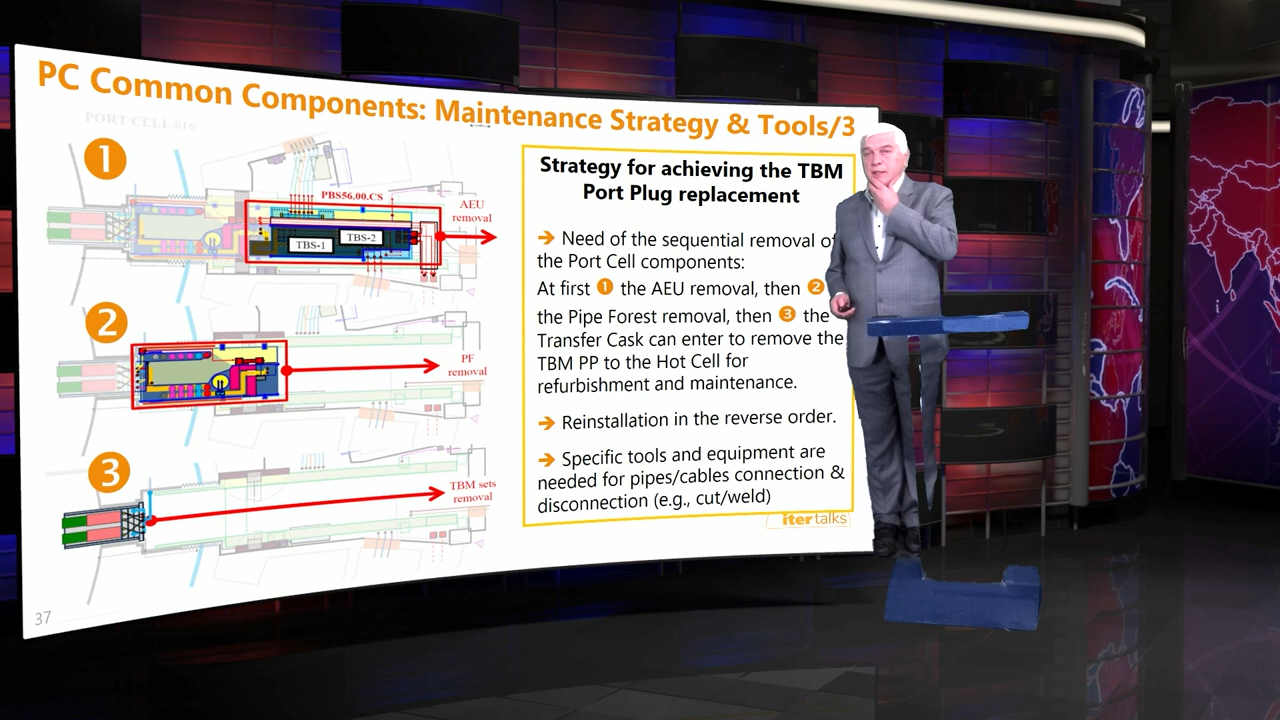 PC Common Components: Maintenance Strategy & Tools/3
PORT CELL #16
1
PBS56.00.CS
AEU
removal
TBS-1
TBS-2
2
PF
removal
3
TBM sets
removal
37
Strategy for achieving the TBM
Port Plug replacement
➔ Need of the sequential removal of
the Port Cell components:
At first ❶ the AEU removal, then ❷
the Pipe Forest removal, then ❸ the
Transfer Cask can enter to remove the
TBM PP to the Hot Cell for
refurbishment and maintenance.
➔ Reinstallation in the reverse order.
➔ Specific tools and equipment are
needed for pipes/cables connection &
disconnection (e.g., cut/weld)
iter talks